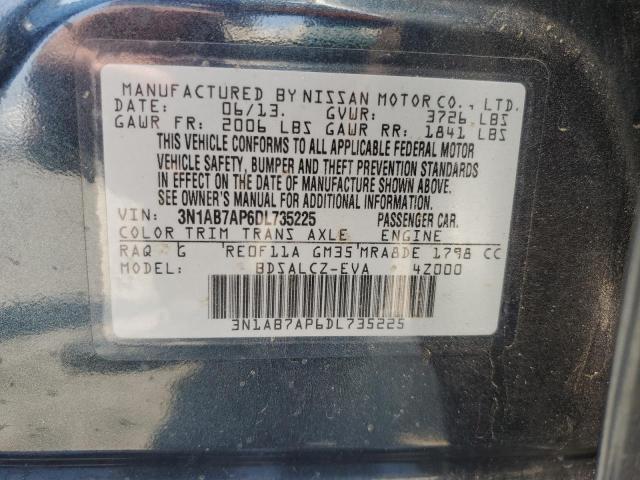 MANUFACTURED BY NISSAN MOTOR CO., LTD.
DATE: 06/13. GVWR: 3726 LBS
GAWR FR: 2006 LBS GAWR RR: 1841 LBS
THIS VEHICLE CONFORMS TO ALL APPLICABLE FEDERAL MOTOR
VEHICLE SAFETY, BUMPER AND THEFT PREVENTION STANDARDS
IN EFFECT ON THE DATE OF MANUFACTURE SHOWN ABOVE.
SEE OWNER'S MANUAL FOR ADDITIONAL INFORMATION.
VIN: 3N1AB7AP6DL735225 PASSENGER CAR.
COLOR TRIM TRANS AXLE ENGINE
RAQ G RE0F11A GM35 MRA8DE 1798 CC
MODEL: BDSALCZ-EVA 4Z000
3N1AB7AP6DL735225